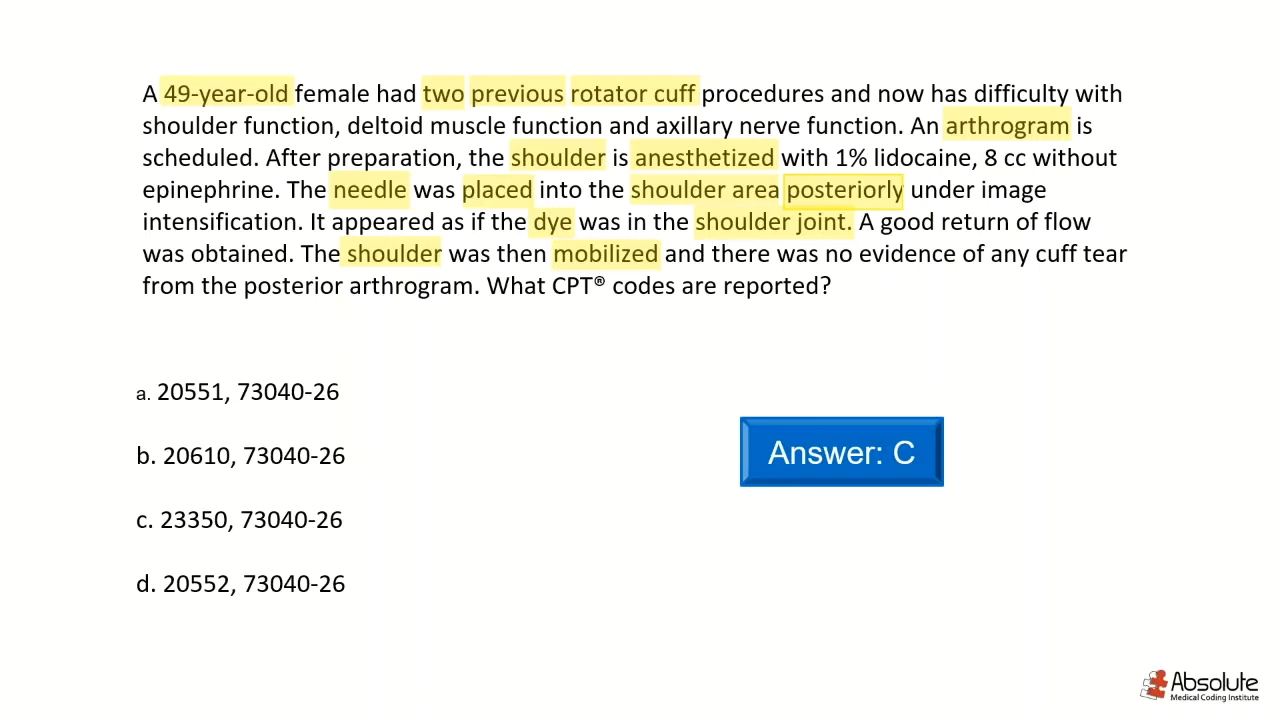 A 49-year-old female had two previous rotator cuff procedures and now has difficulty with
shoulder function, deltoid muscle function and axillary nerve function. An arthrogram is
scheduled. After preparation, the shoulder is anesthetized with 1% lidocaine, 8 cc without
epinephrine. The needle was placed into the shoulder area posteriorly under image
intensification. It appeared as if the dye was in the shoulder joint. A good return of flow
was obtained. The shoulder was then mobilized and there was no evidence of any cuff tear
from the posterior arthrogram. What CPT® codes are reported?
a. 20551, 73040-26
b. 20610, 73040-26
Answer: C
c. 23350, 73040-26
d. 20552, 73040-26
Absolute
Medical Coding Institute